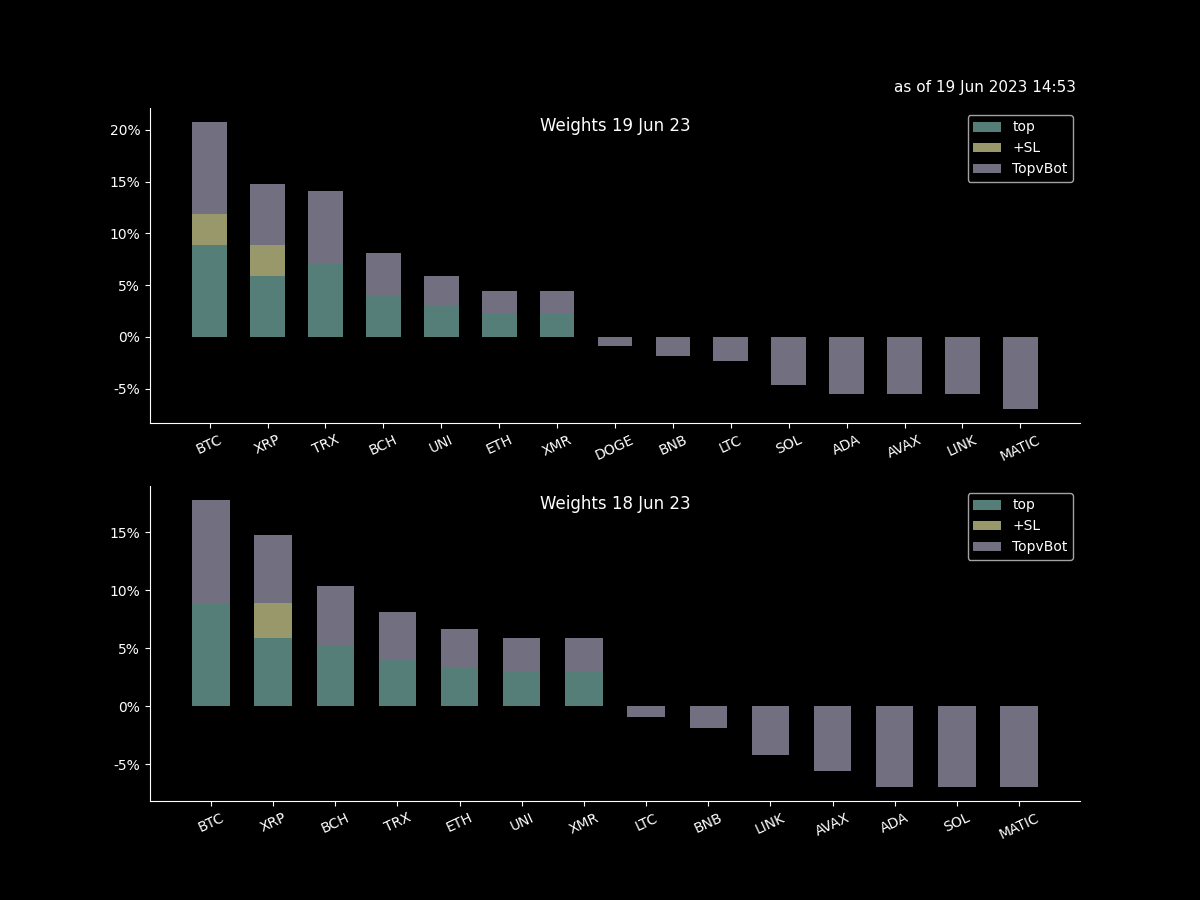 as of 19 Jun 2023 14:53
Weights 19 Jun 23
top
+SL
TopvBot
20%
15%
10%
5%
0%
-5%
BTC XRP TRX BCH UNI ETH XMR DOGE BNB LTC SOL ADA AVAX LINK MATIC
Weights 18 Jun 23
top
+SL
TopvBot
15%
10%
5%
0%
-5%
BTC XRP BCH TRX ETH UNI XMR LTC BNB LINK AVAX ADA SOL MATIC